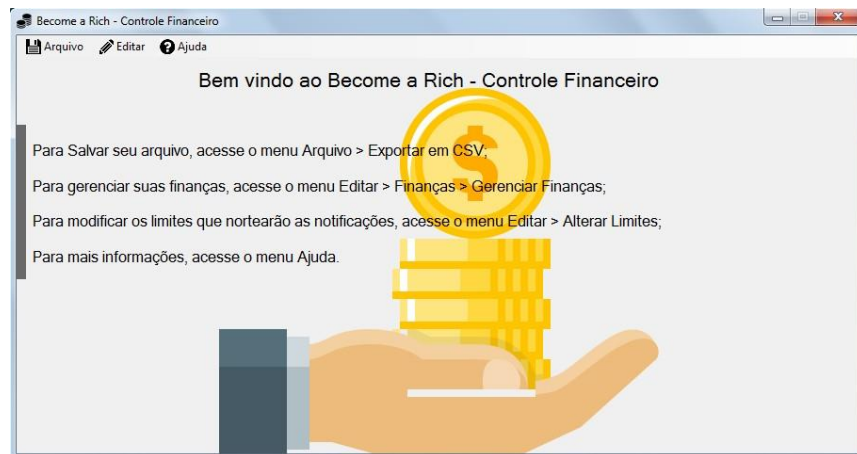 Become a Rich - Controle Financeiro
Arquivo Editar Ajuda
Bem vindo ao Become a Rich - Controle Financeiro
$
Para Salvar seu arquivo, acesse o menu Arquivo > Exportar em CSV;
Para gerenciar suas finanças, acesse o menu Editar > Finanças > Gerenciar Finanças;
Para modificar os limites que nortearão as notificações, acesse o menu Editar > Alterar Limites;
Para mais informações, acesse o menu Ajuda.